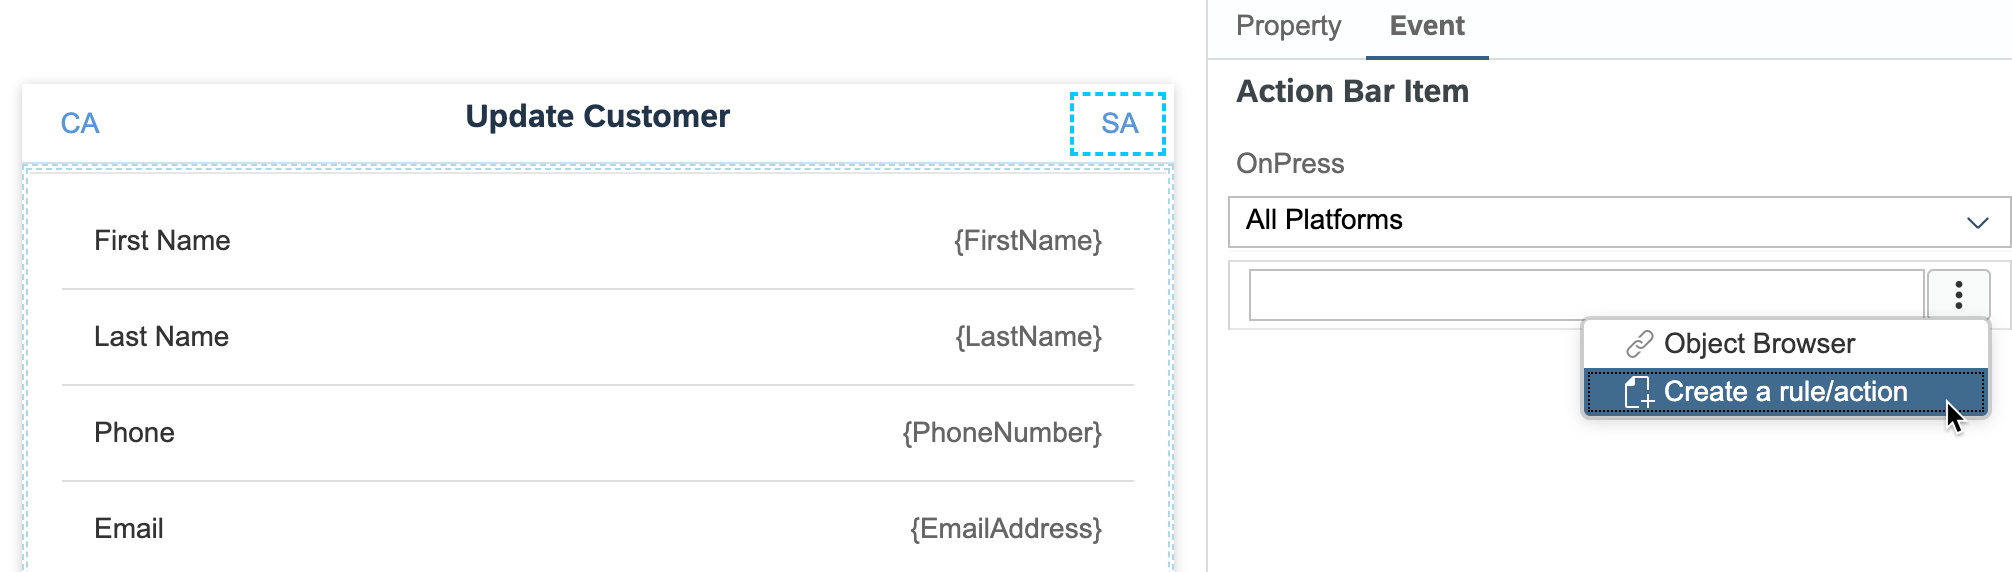 CA
Update Customer
SA
First Name
{FirstName}
Last Name
{LastName}
Phone
{PhoneNumber}
Email
{EmailAddress}
Property
Event
Action Bar Item
OnPress
All Platforms
Object Browser
Create a rule/action